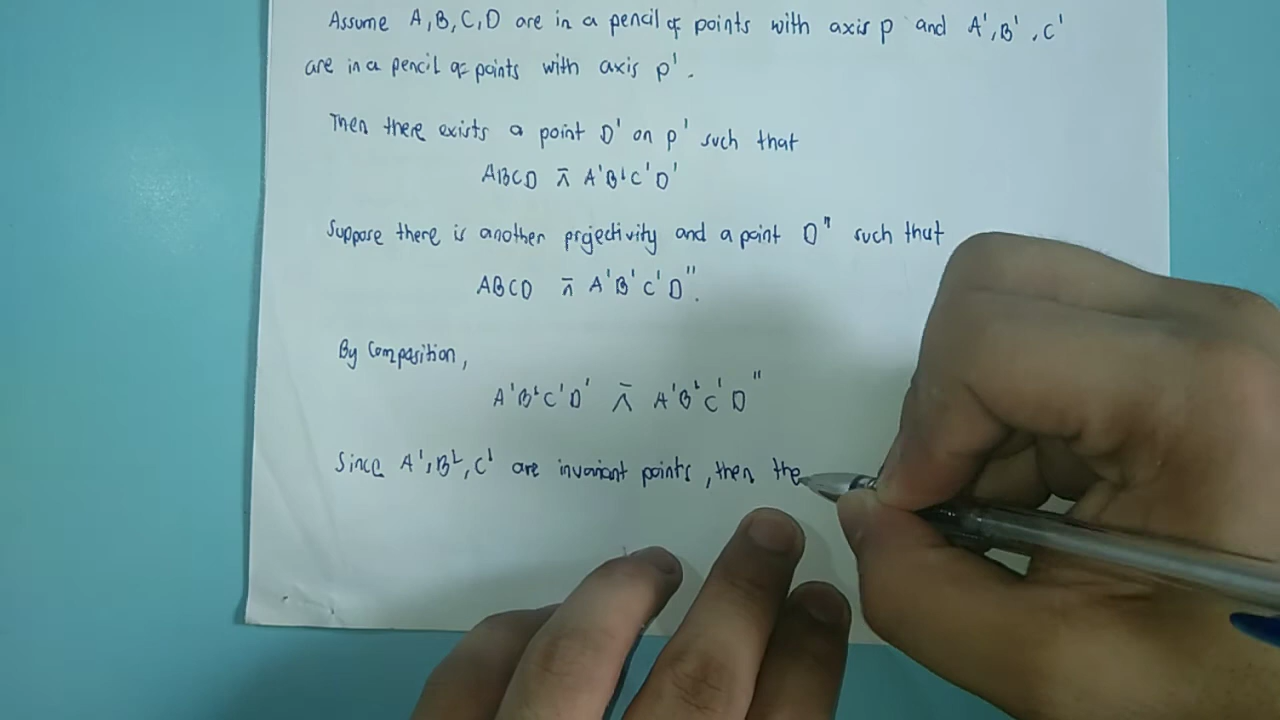 Assume A, B, C, D are in a pencil of points with axis p and A', B', C'
are in a pencil of points with axis p'.
Then there exists a point D' on p' such that
ABCD ⊼ A'B'C'D'
Suppose there is another projectivity and a point D" such that
ABCD ⊼ A'B'C'D".
By Composition,
A'B'C'D' ⊼ A'B'C'D"
Since A', B', C' are invariant points, then the